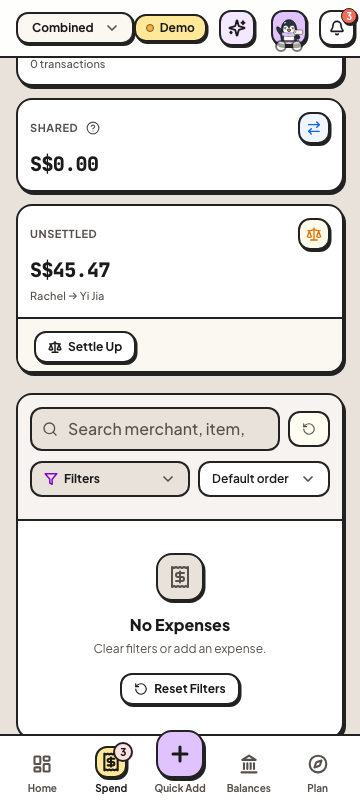 Combined
Demo
3
0 transactions
SHARED
S$0.00
UNSETTLED
S$45.47
Rachel → Yi Jia
Settle Up
Search merchant, item,
Filters
Default order
No Expenses
Clear filters or add an expense.
Reset Filters
3
Home
Spend
Quick Add
Balances
Plan